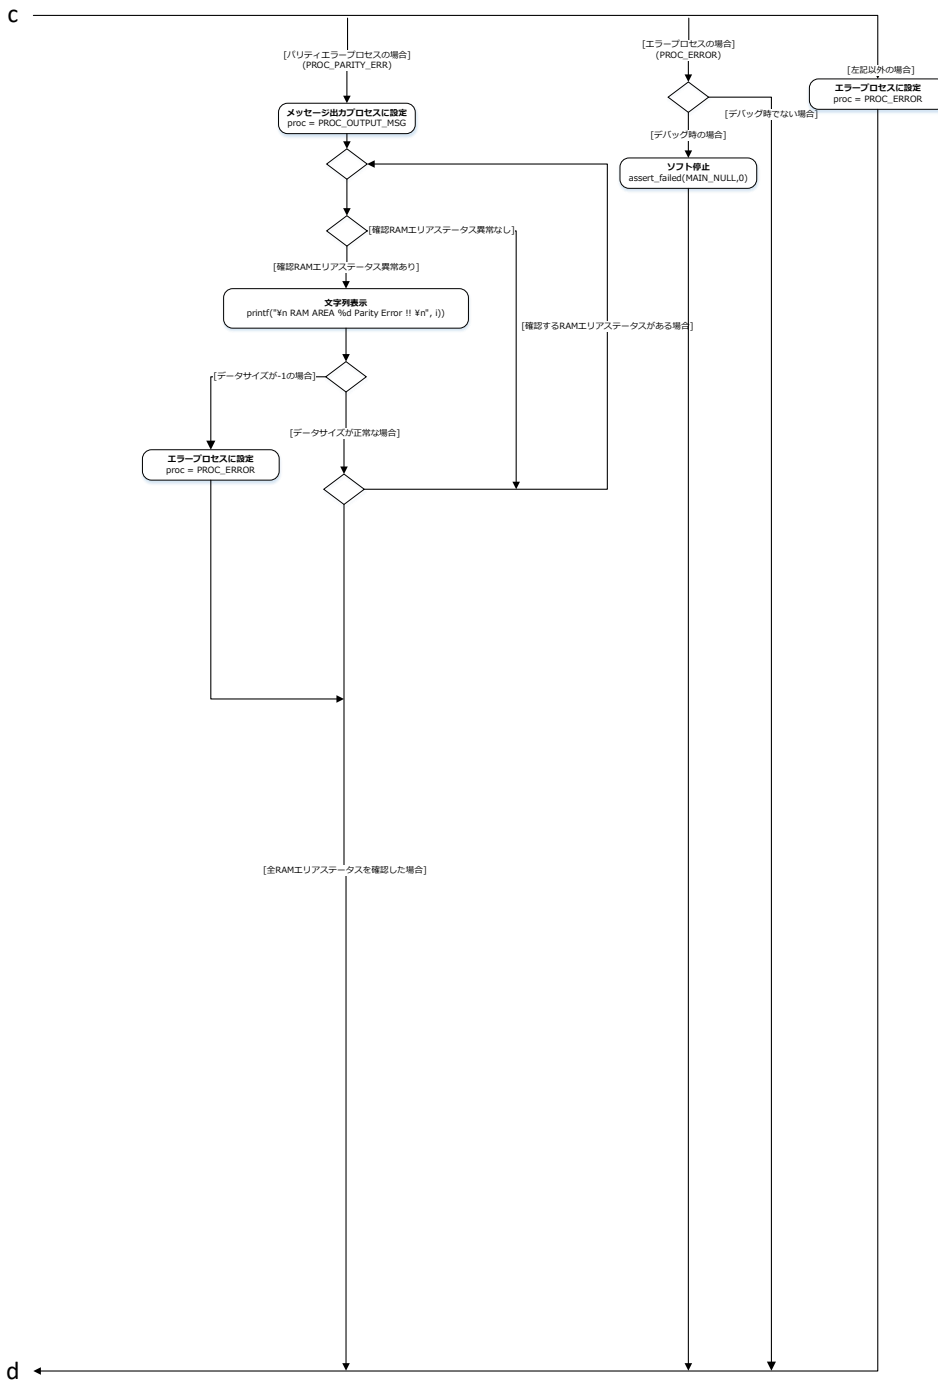 c
[パリティエラープロセスの場合]
(PROC_PARITY_ERR)
[エラープロセスの場合]
(PROC_ERROR)
[左記以外の場合]
エラープロセスに設定
proc = PROC_ERROR
メッセージ出力プロセスに設定
proc = PROC_OUTPUT_MSG
[デバッグ時でない場合]
[デバッグ時の場合]
ソフト停止
assert_failed(MAIN_NULL,0)
[確認RAMエリアステータス異常なし]
[確認RAMエリアステータス異常あり]
文字列表示
printf("¥n RAM AREA %d Parity Error !! ¥n", i))
[確認するRAMエリアステータスがある場合]
[データサイズが-1の場合]
[データサイズが正常な場合]
エラープロセスに設定
proc = PROC_ERROR
[全RAMエリアステータスを確認した場合]
d